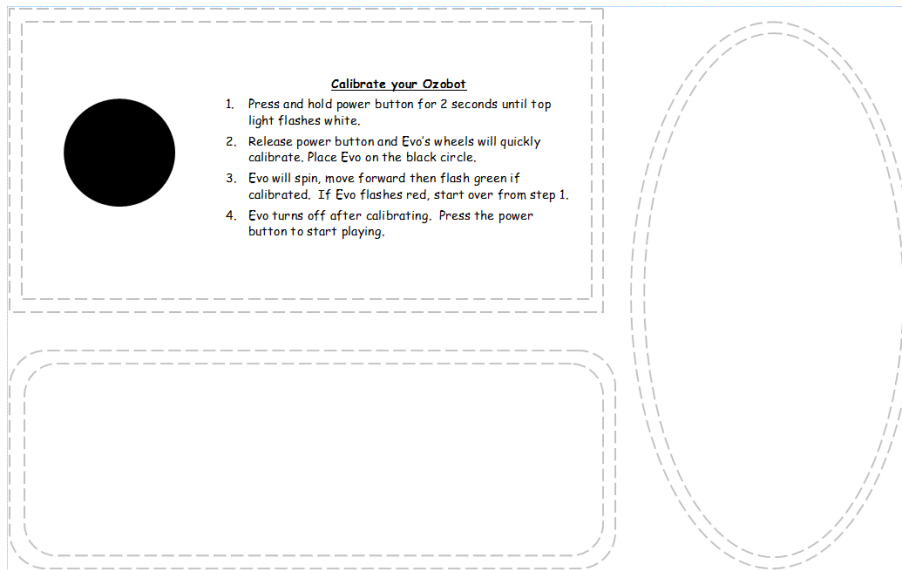 Calibrate your Ozobot
1. Press and hold power button for 2 seconds until top
light flashes white.
2. Release power button and Evo's wheels will quickly
calibrate. Place Evo on the black circle.
3. Evo will spin, move forward then flash green if
calibrated. If Evo flashes red, start over from step 1.
4. Evo turns off after calibrating. Press the power
button to start playing.